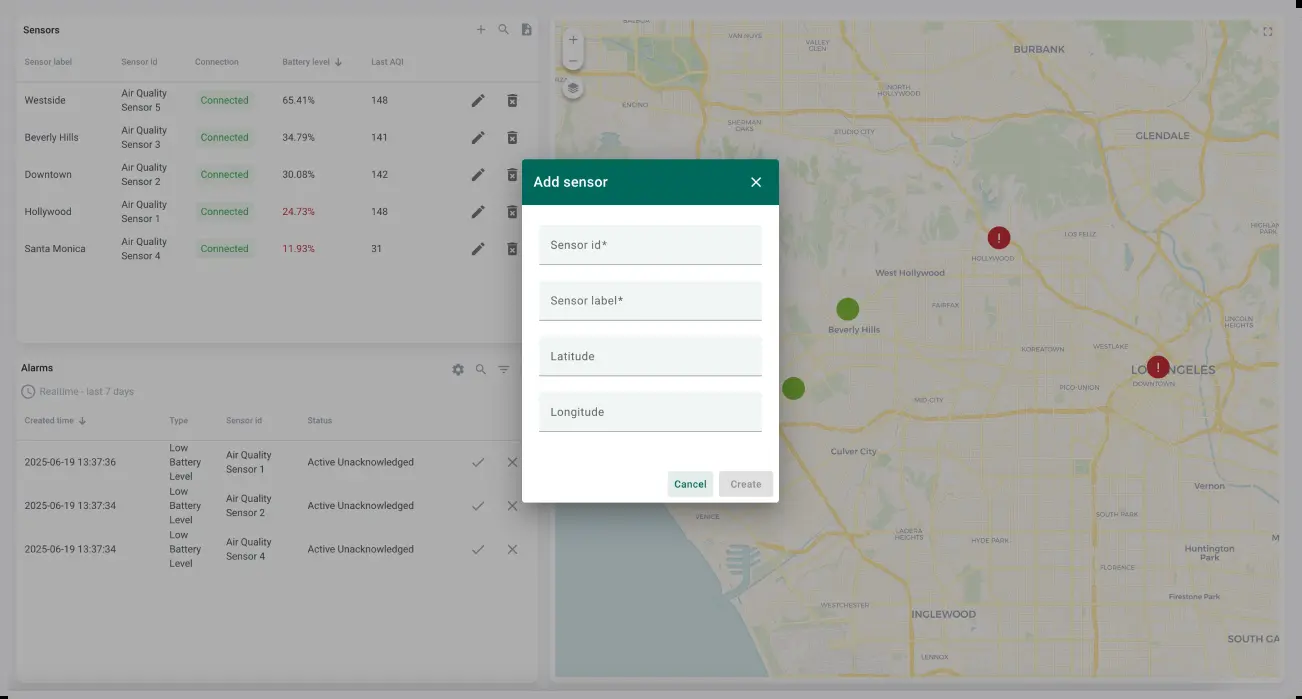 Sensors
Sensor label Sensor id Connection Battery level Last AQI
Westside Air Quality Sensor 5 Connected 65.41% 148
Beverly Hills Air Quality Sensor 3 Connected 34.79% 141
Downtown Air Quality Sensor 2 Connected 30.08% 142
Hollywood Air Quality Sensor 1 Connected 24.73% 148
Santa Monica Air Quality Sensor 4 Connected 11.93% 31
Alarms
Realtime - last 7 days
Created time Type Sensor id Status
2025-06-19 13:37:36 Low Battery Level Air Quality Sensor 1 Active Unacknowledged
2025-06-19 13:37:34 Low Battery Level Air Quality Sensor 2 Active Unacknowledged
2025-06-19 13:37:34 Low Battery Level Air Quality Sensor 4 Active Unacknowledged
Add sensor
Sensor id*
Sensor label*
Latitude
Longitude
Cancel Create
VAN NUYS
VALLEY GLEN
BURBANK
NORTH HOLLYWOOD
ENCINO
SHERMAN OAKS
STUDIO CITY
GLENDALE
LOS FELIZ
HOLLYWOOD
West Hollywood
FAIRFAX
Beverly Hills
LINCOLN HEIGHTS
KOREATOWN
WESTLAKE
PICO-UNION
DOWNTOWN
MID-CITY
Culver City
Vernon
SOUTH PARK
VENICE
LADERA HEIGHTS
HYDE PARK
Huntington Park
FLORENCE
Firestone Park
WESTCHESTER
INGLEWOOD
LENNOX
SOUTH GA